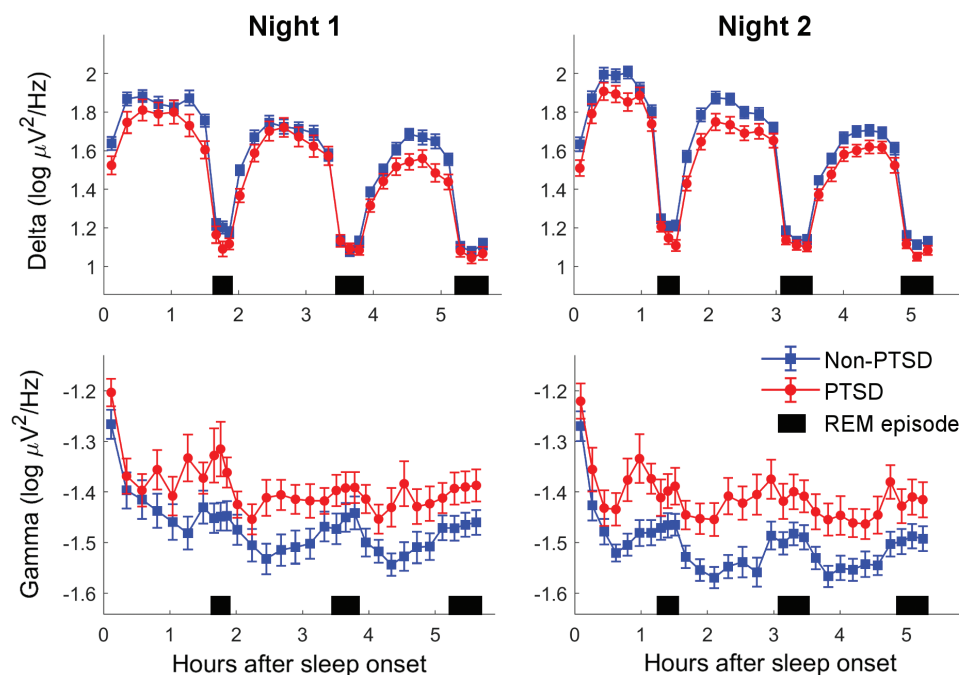 Night 1
Night 2
Delta (log μV²/Hz)
2
1.8
1.6
1.4
1.2
1
0 1 2 3 4 5
2
1.8
1.6
1.4
1.2
1
0 1 2 3 4 5
Gamma (log μV²/Hz)
-1.2
-1.3
-1.4
-1.5
-1.6
0 1 2 3 4 5
Hours after sleep onset
-1.2
-1.3
-1.4
-1.5
-1.6
0 1 2 3 4 5
Hours after sleep onset
Non-PTSD
PTSD
REM episode